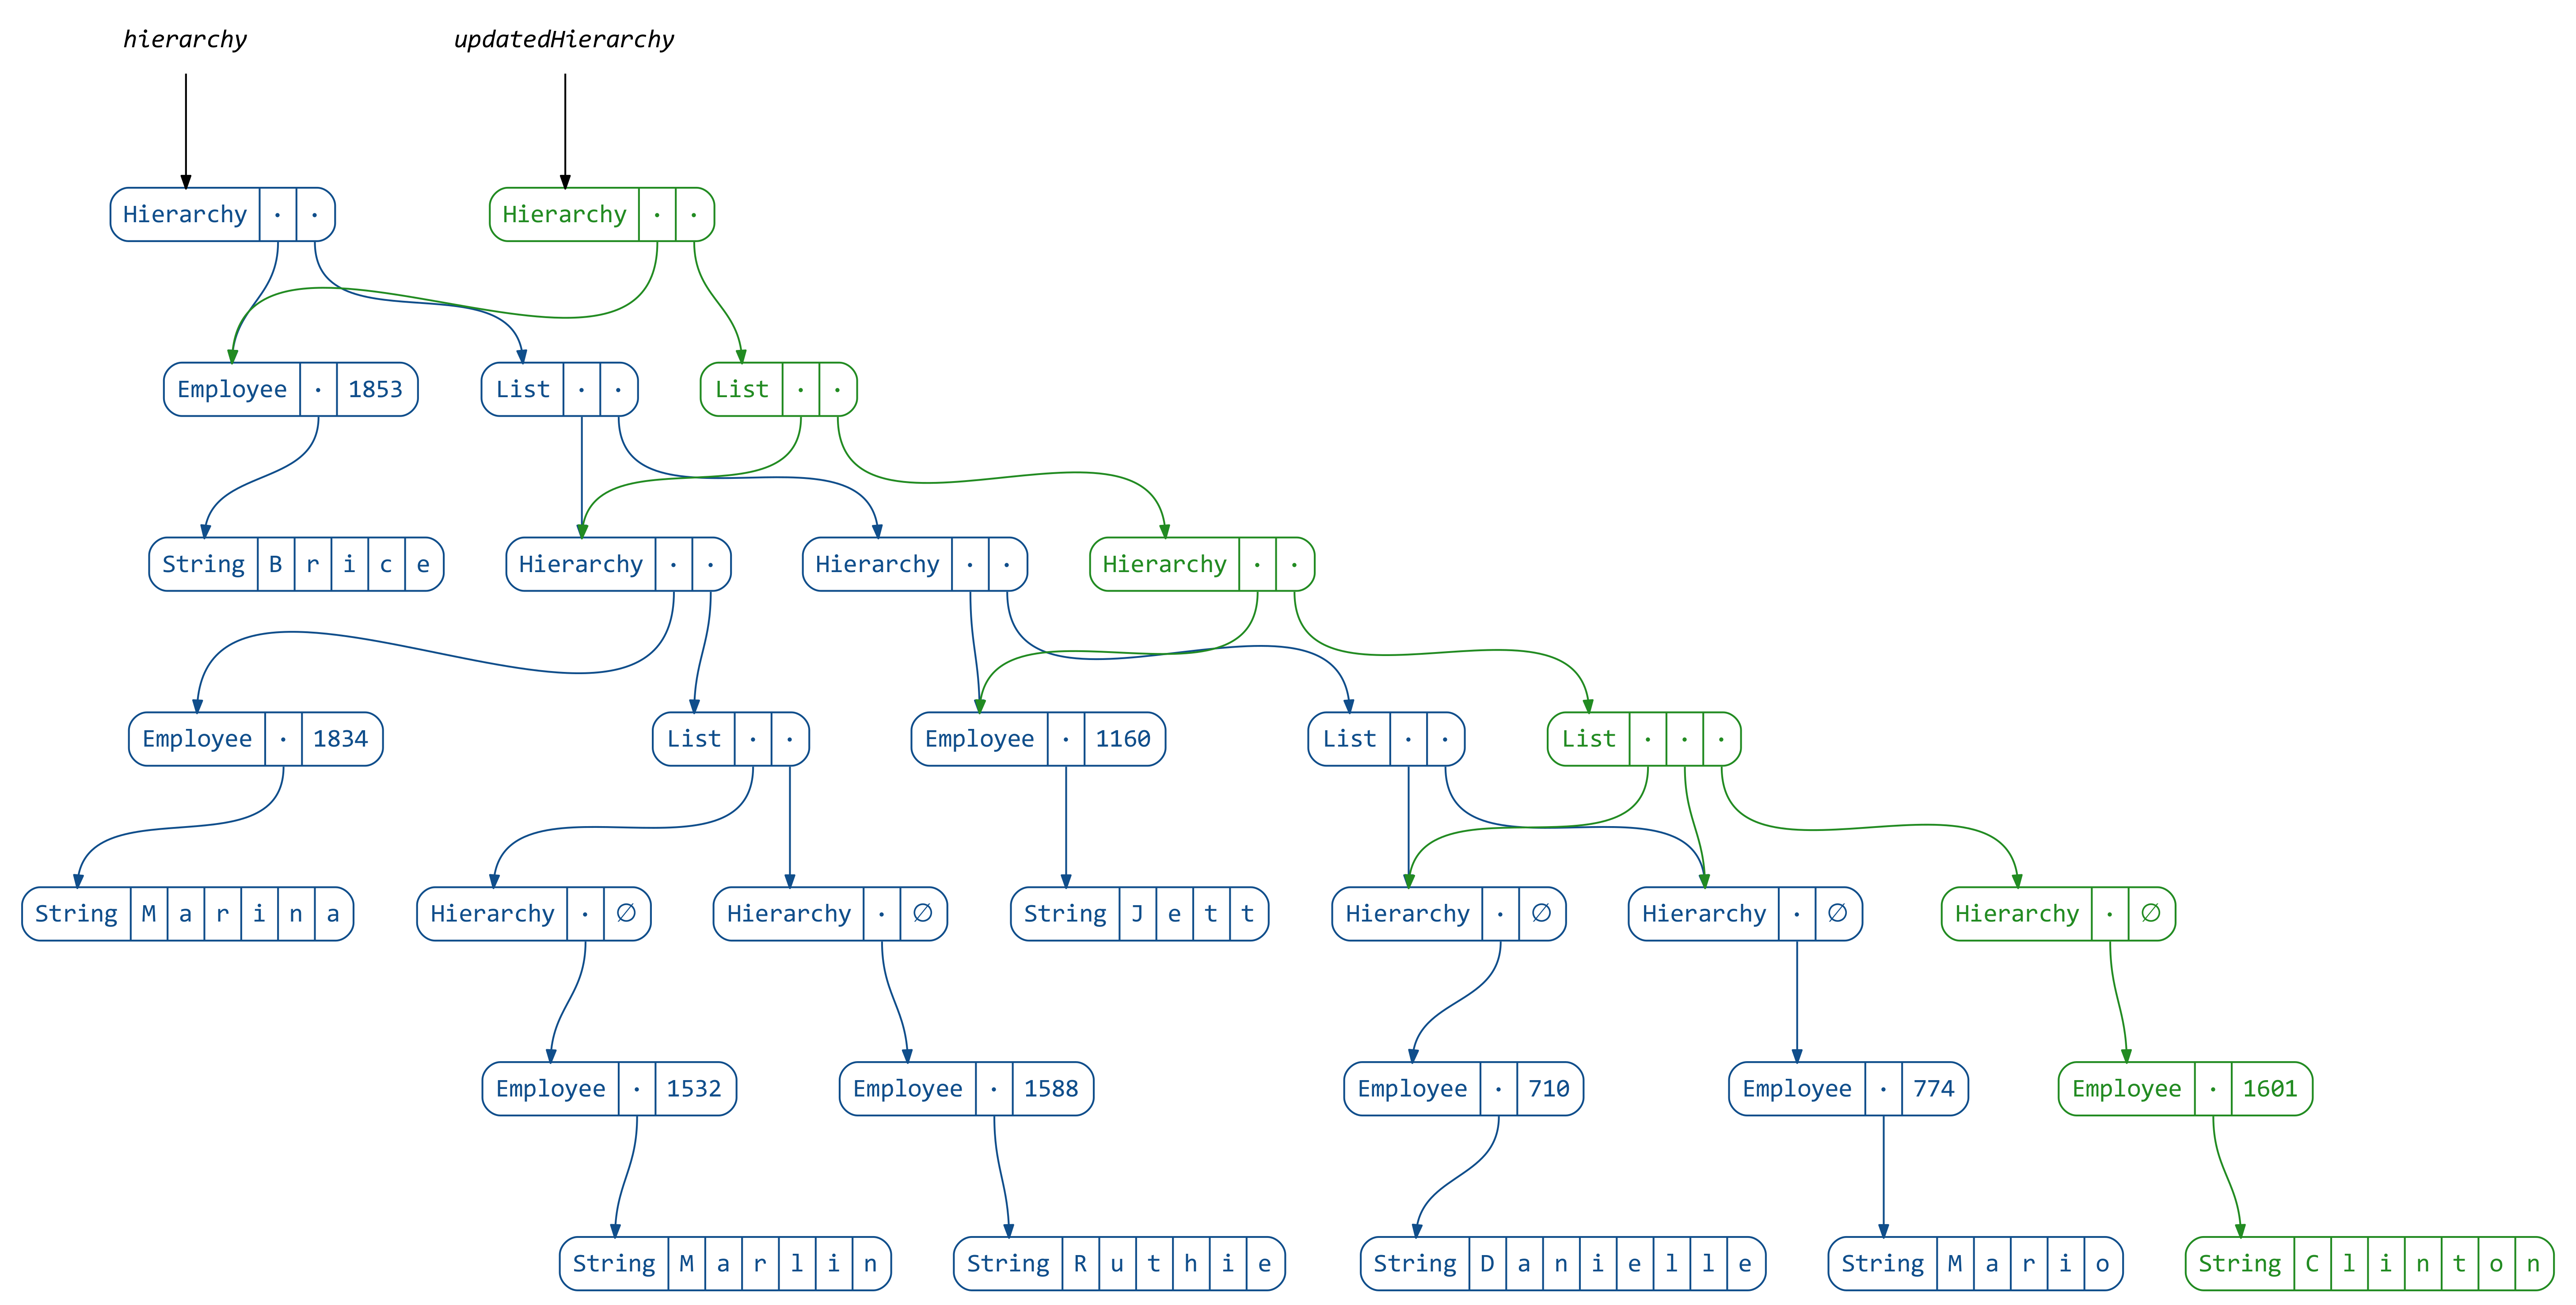 hierarchy updatedHierarchy
Hierarchy · · Hierarchy · ·
Employee · 1853 List · · List · ·
String B r i c e Hierarchy · · Hierarchy · · Hierarchy · ·
Employee · 1834 List · · Employee · 1160 List · · List · · ·
String M a r i n a Hierarchy · ∅ Hierarchy · ∅ String J e t t Hierarchy · ∅ Hierarchy · ∅ Hierarchy · ∅
Employee · 1532 Employee · 1588 Employee · 710 Employee · 774 Employee · 1601
String M a r l i n String R u t h i e String D a n i e l l e String M a r i o String C l i n t o n